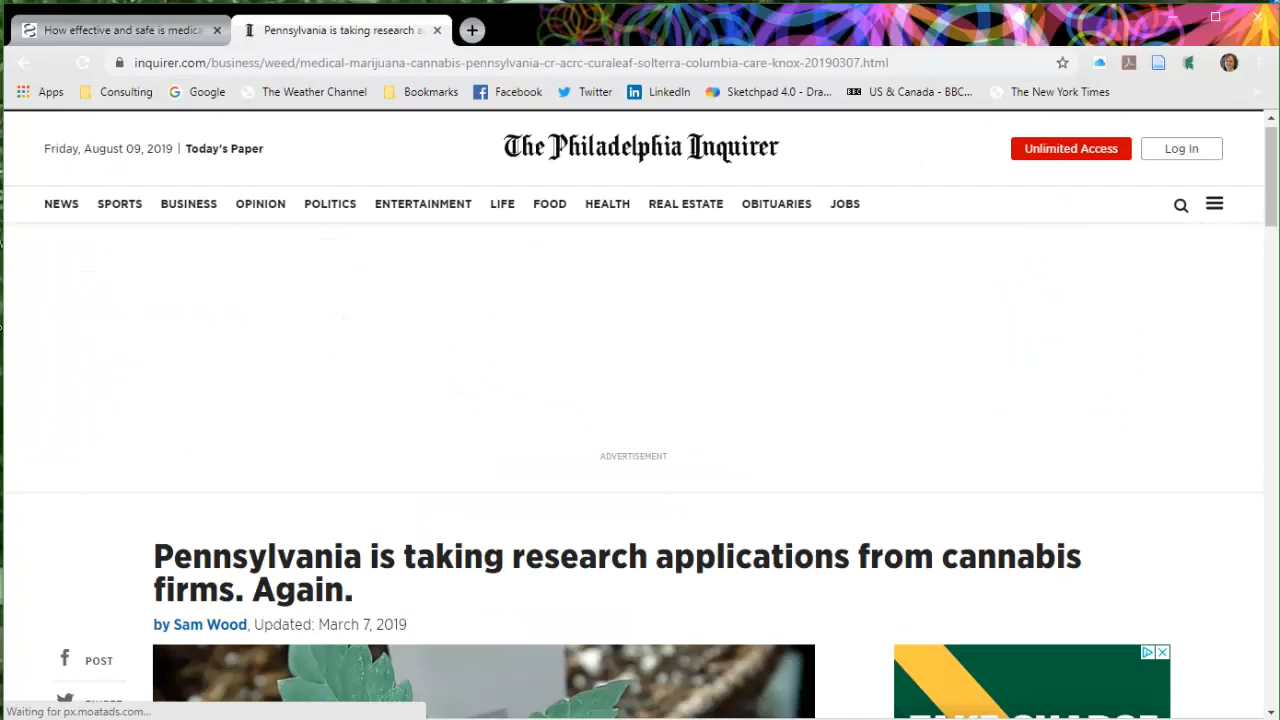 How effective and safe is medica
Pennsylvania is taking research a
inquirer.com/business/weed/medical-marijuana-cannabis-pennsylvania-cr-acrc-curaleaf-solterra-columbia-care-knox-20190307.html
Apps Consulting Google The Weather Channel Bookmarks Facebook Twitter LinkedIn Sketchpad 4.0 - Dra... US & Canada - BBC... The New York Times
Friday, August 09, 2019 | Today's Paper
The Philadelphia Inquirer
Unlimited Access
Log In
NEWS SPORTS BUSINESS OPINION POLITICS ENTERTAINMENT LIFE FOOD HEALTH REAL ESTATE OBITUARIES JOBS
ADVERTISEMENT
Pennsylvania is taking research applications from cannabis
firms. Again.
by Sam Wood, Updated: March 7, 2019
POST
Waiting for px.moatads.com...